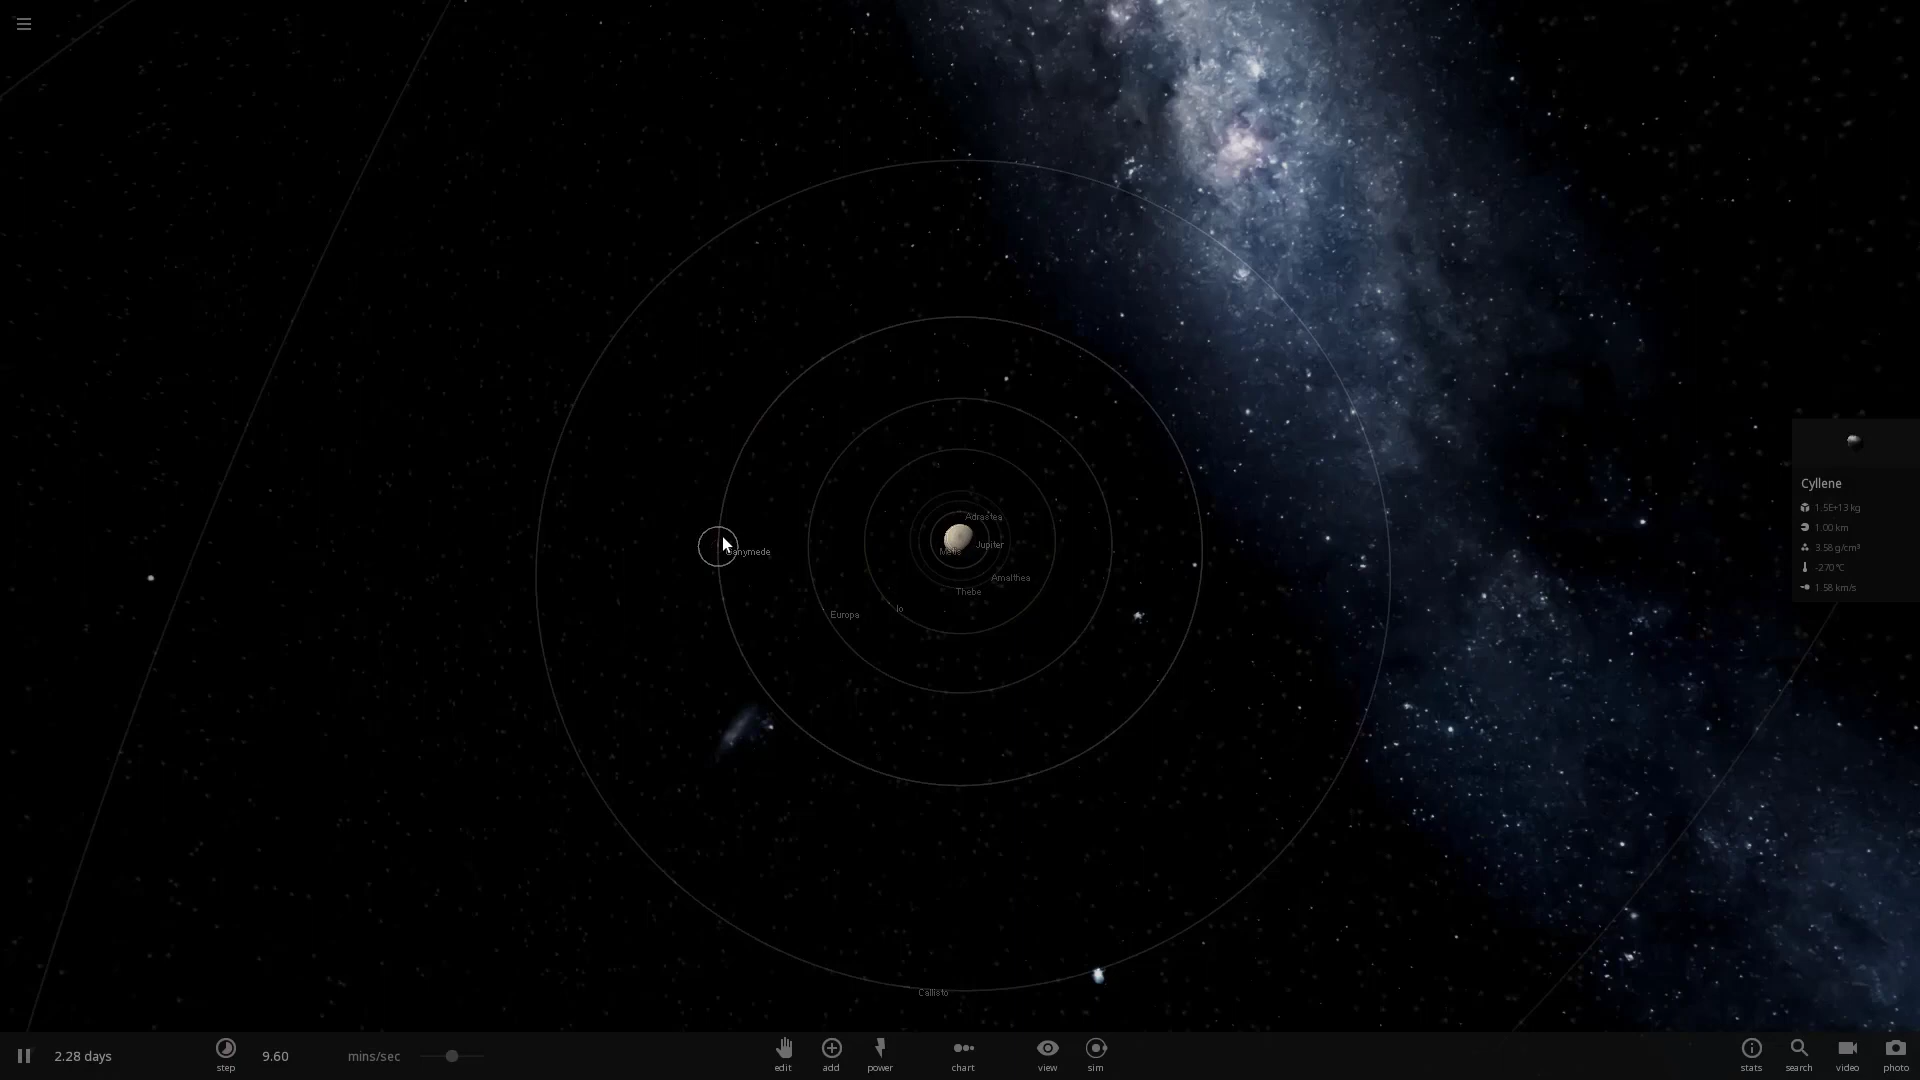 Adrastea
Jupiter
Metis
Ganymede
Amalthea
Thebe
Io
Europa
Callisto
Cyllene
1.5E+13 kg
1.00 km
3.58 g/cm³
-270 °C
1.58 km/s
2.28 days
step
9.60
mins/sec
edit
add
power
chart
view
sim
stats
search
video
photo